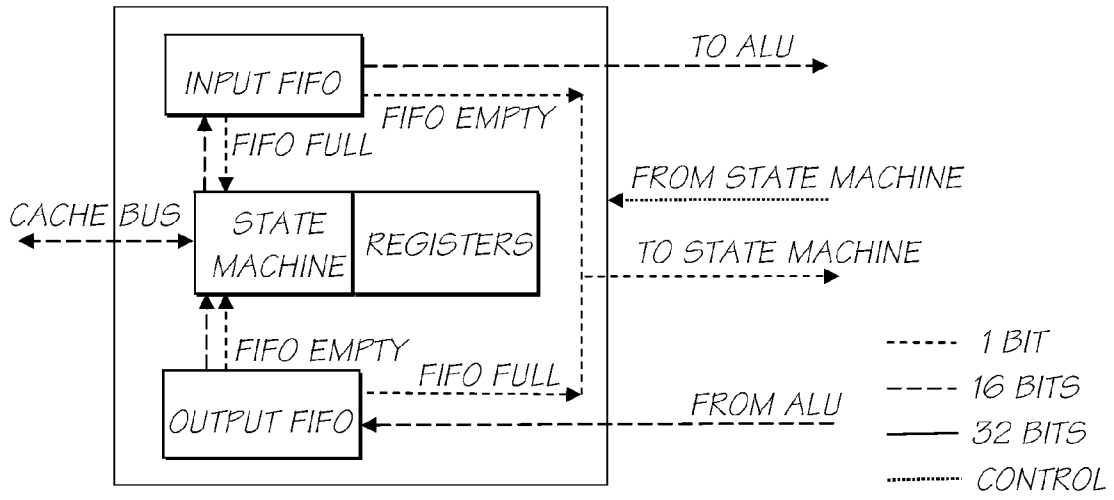 TO ALU
INPUT FIFO
FIFO EMPTY
FIFO FULL
FROM STATE MACHINE
CACHE BUS
STATE
MACHINE
REGISTERS
TO STATE MACHINE
FIFO EMPTY
FIFO FULL
OUTPUT FIFO
FROM ALU
1 BIT
16 BITS
32 BITS
CONTROL